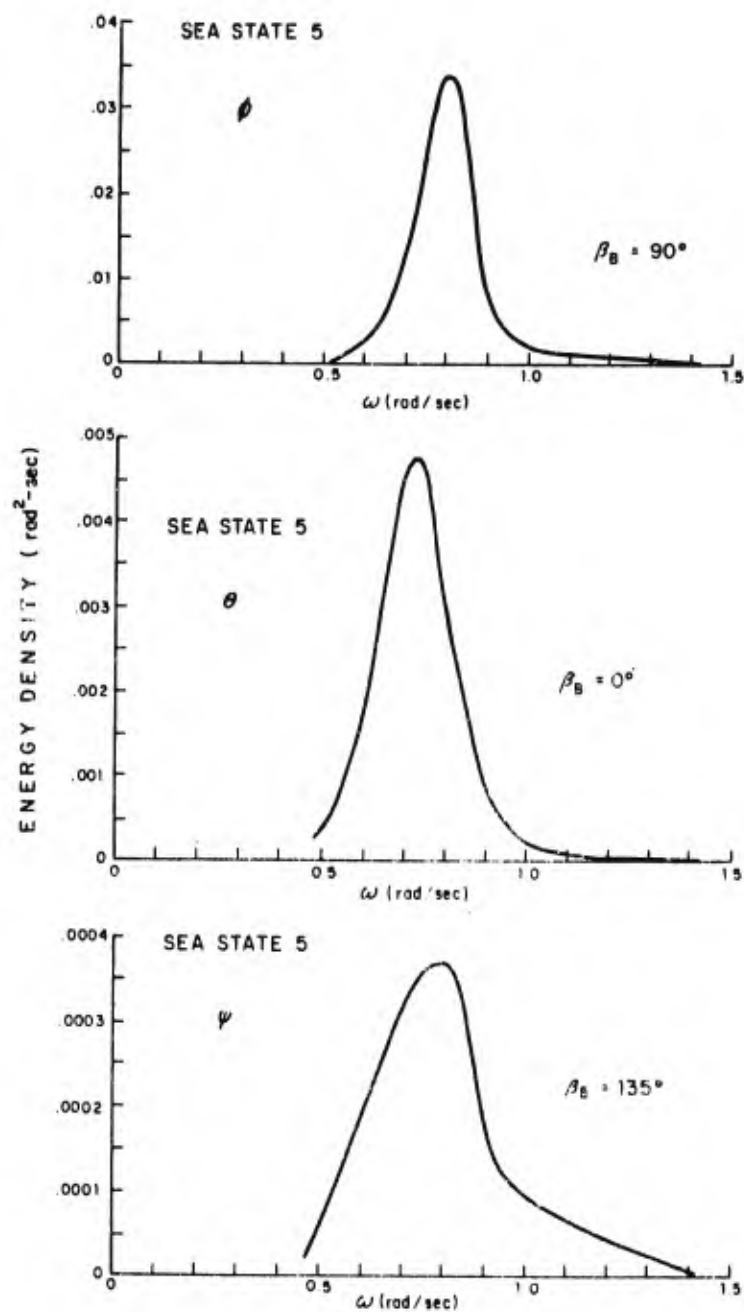 ENERGY DENSITY (rad²-sec)
.04
.03
.02
.01
0
SEA STATE 5
ϕ
β_B = 90°
0 0.5 1.0 1.5
ω (rad/sec)
.005
.004
.003
.002
.001
0
SEA STATE 5
θ
β_B = 0°
0 0.5 1.0 1.5
ω (rad/sec)
.0004
.0003
.0002
.0001
0
SEA STATE 5
ψ
β_B = 135°
0 0.5 1.0 1.5
ω (rad/sec)